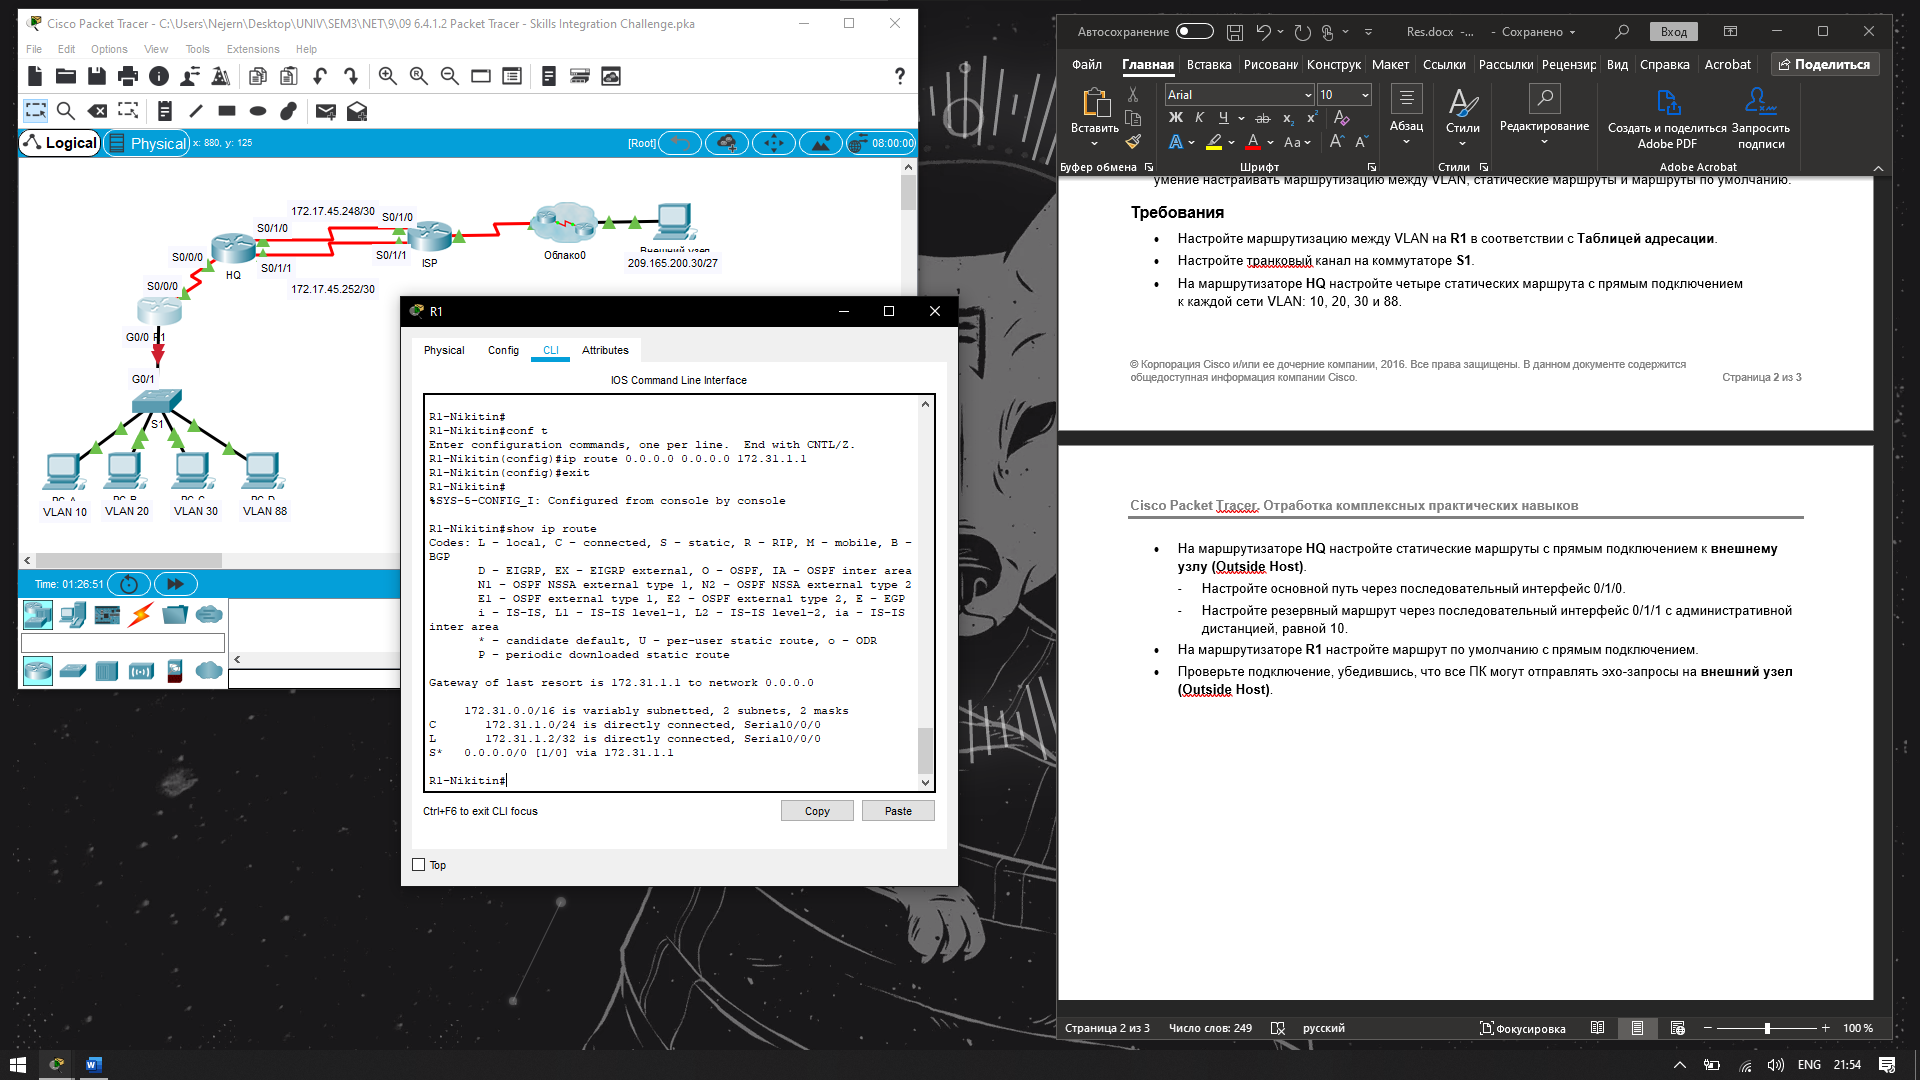 Cisco Packet Tracer - C:\Users\Nejern\Desktop\UNIV\SEM3\NET\9\09 6.4.1.2 Packet Tracer - Skills Integration Challenge.pka
File Edit Options View Tools Extensions Help
?
Logical Physical x: 880, y: 125 [Root] 08:00:00
172.17.45.248/30
S0/1/0
S0/1/0
S0/0/0
S0/1/1
S0/1/1
HQ
ISP
Облако0
Внешний узел
209.165.200.30/27
S0/0/0
172.17.45.252/30
G0/0 R1
G0/1
S1
PC-A PC-B PC-C PC-D
VLAN 10 VLAN 20 VLAN 30 VLAN 88
Time: 01:26:51
R1
Physical Config CLI Attributes
IOS Command Line Interface
R1-Nikitin#
R1-Nikitin#conf t
Enter configuration commands, one per line. End with CNTL/Z.
R1-Nikitin(config)#ip route 0.0.0.0 0.0.0.0 172.31.1.1
R1-Nikitin(config)#exit
R1-Nikitin#
%SYS-5-CONFIG_I: Configured from console by console
R1-Nikitin#show ip route
Codes: L - local, C - connected, S - static, R - RIP, M - mobile, B -
BGP
D - EIGRP, EX - EIGRP external, O - OSPF, IA - OSPF inter area
N1 - OSPF NSSA external type 1, N2 - OSPF NSSA external type 2
E1 - OSPF external type 1, E2 - OSPF external type 2, E - EGP
i - IS-IS, L1 - IS-IS level-1, L2 - IS-IS level-2, ia - IS-IS
inter area
* - candidate default, U - per-user static route, o - ODR
P - periodic downloaded static route
Gateway of last resort is 172.31.1.1 to network 0.0.0.0
172.31.0.0/16 is variably subnetted, 2 subnets, 2 masks
C 172.31.1.0/24 is directly connected, Serial0/0/0
L 172.31.1.2/32 is directly connected, Serial0/0/0
S* 0.0.0.0/0 [1/0] via 172.31.1.1
R1-Nikitin#
Ctrl+F6 to exit CLI focus
Copy Paste
Top
Автосохранение Res.docx -... - Сохранено Вход
Файл Главная Вставка Рисовани Конструк Макет Ссылки Рассылки Рецензир Вид Справка Acrobat Поделиться
Вставить
Буфер обмена
Arial 10
Ж К Ч ab x₂ x²
A A Aa A A
Шрифт
Абзац
Стили
Стили
Редактирование
Создать и поделиться Adobe PDF
Запросить подписи
Adobe Acrobat
умение настраивать маршрутизацию между VLAN, статические маршруты и маршруты по умолчанию.
Требования
• Настройте маршрутизацию между VLAN на R1 в соответствии с Таблицей адресации.
• Настройте транковый канал на коммутаторе S1.
• На маршрутизаторе HQ настройте четыре статических маршрута с прямым подключением
к каждой сети VLAN: 10, 20, 30 и 88.
© Корпорация Cisco и/или ее дочерние компании, 2016. Все права защищены. В данном документе содержится
общедоступная информация компании Cisco. Страница 2 из 3
Cisco Packet Tracer. Отработка комплексных практических навыков
• На маршрутизаторе HQ настройте статические маршруты с прямым подключением к внешнему
узлу (Outside Host).
- Настройте основной путь через последовательный интерфейс 0/1/0.
- Настройте резервный маршрут через последовательный интерфейс 0/1/1 с административной
дистанцией, равной 10.
• На маршрутизаторе R1 настройте маршрут по умолчанию с прямым подключением.
• Проверьте подключение, убедившись, что все ПК могут отправлять эхо-запросы на внешний узел
(Outside Host).
Страница 2 из 3 Число слов: 249 русский Фокусировка 100 %
ENG 21:54